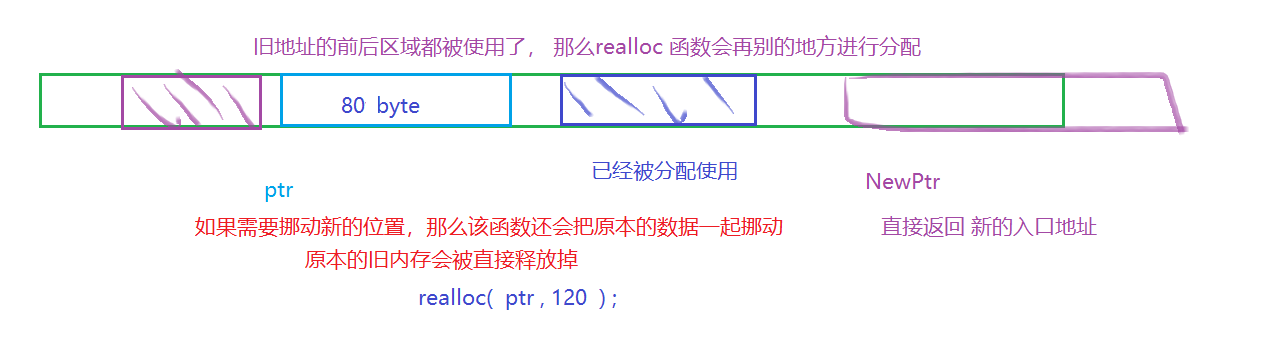 旧地址的前后区域都被使用了， 那么realloc 函数会再别的地方进行分配
80 byte
已经被分配使用
ptr
NewPtr
如果需要挪动新的位置，那么该函数还会把原本的数据一起挪动
直接返回 新的入口地址
原本的旧内存会被直接释放掉
realloc( ptr , 120 ) ;